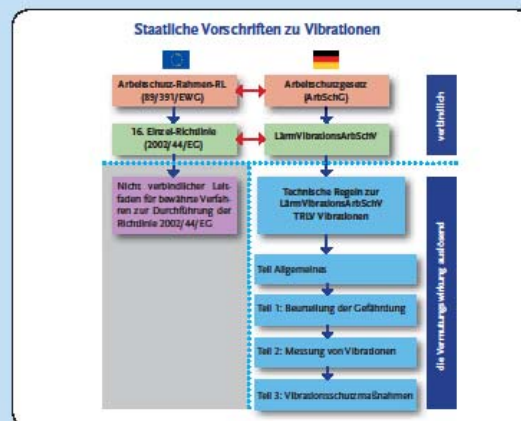 Staatliche Vorschriften zu Vibrationen
Arbeitsschutz-Rahmen-RL
(89/391/EWG)
Arbeitsschutzgesetz
(ArbSchG)
16. Einzel-Richtlinie
(2002/44/EG)
LärmVibrationsArbSchV
verbindlich
Nicht verbindlicher Leit-
faden für bewährte Verfah-
ren zur Durchführung der
Richtlinie 2002/44/EG
Technische Regeln zur
LärmVibrationsArbSchV
TRLV Vibrationen
Teil Allgemeines
Teil 1: Beurteilung der Gefährdung
Teil 2: Messung von Vibrationen
Teil 3: Vibrationsschutzmaßnahmen
die Vermutungswirkung auslösend